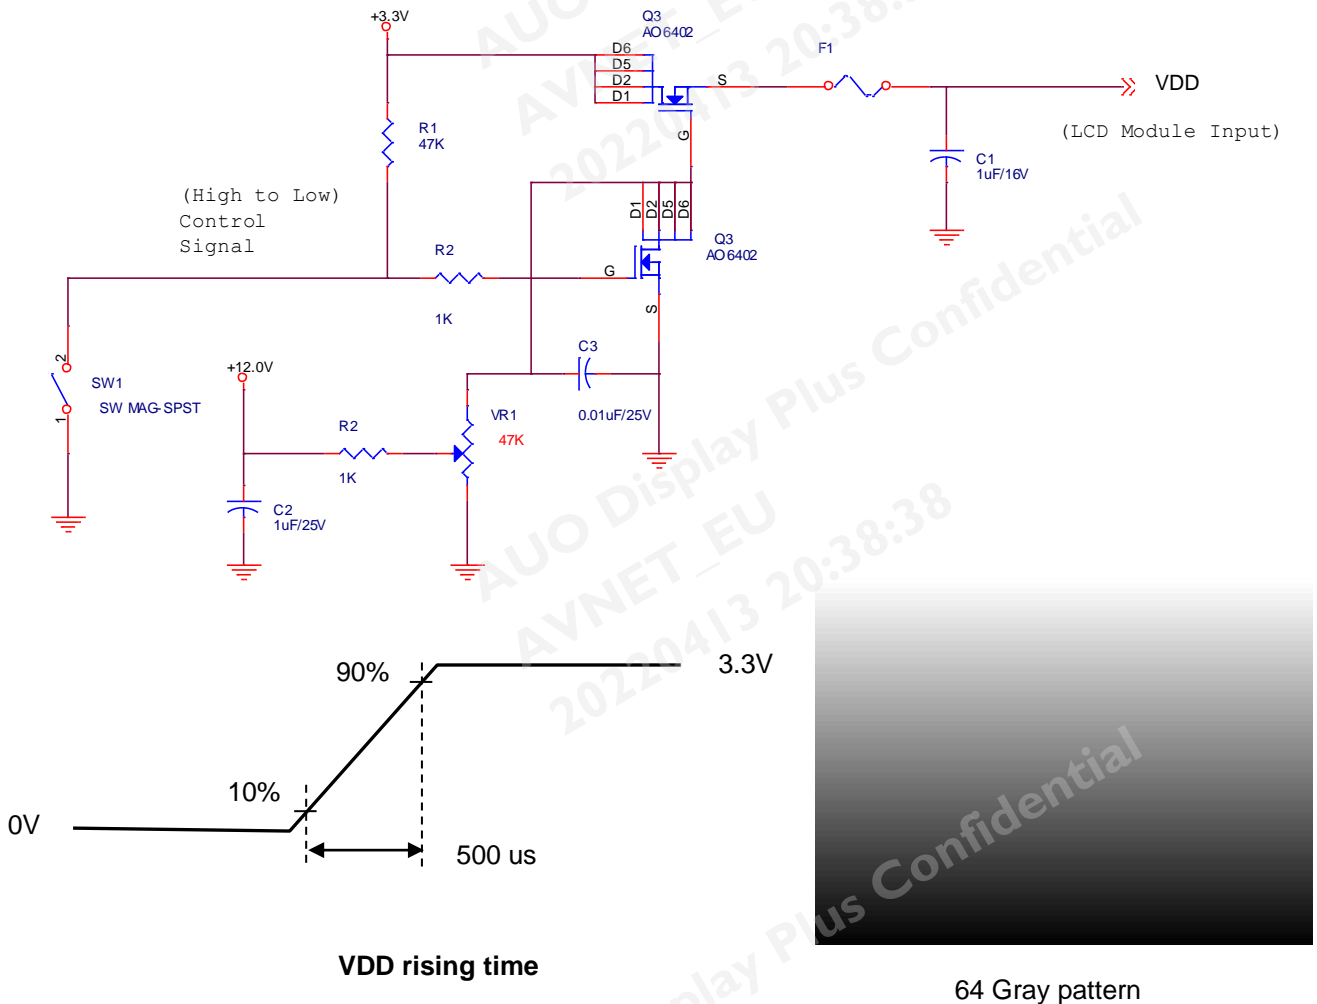 +3.3V
Q3
AO6402
D6
D5
D2
D1
S
G
F1
VDD
(LCD Module Input)
R1
47K
C1
1uF/16V
(High to Low)
Control
Signal
D1
D2
D5
D6
Q3
AO6402
R2
1K
G
S
2
1
SW1
SW MAG-SPST
+12.0V
C3
0.01uF/25V
VR1
47K
R2
1K
C2
1uF/25V
AUO Display Plus Confidential
AVNET_EU
20220413 20:38:38
90%
3.3V
10%
0V
500 us
VDD rising time
64 Gray pattern